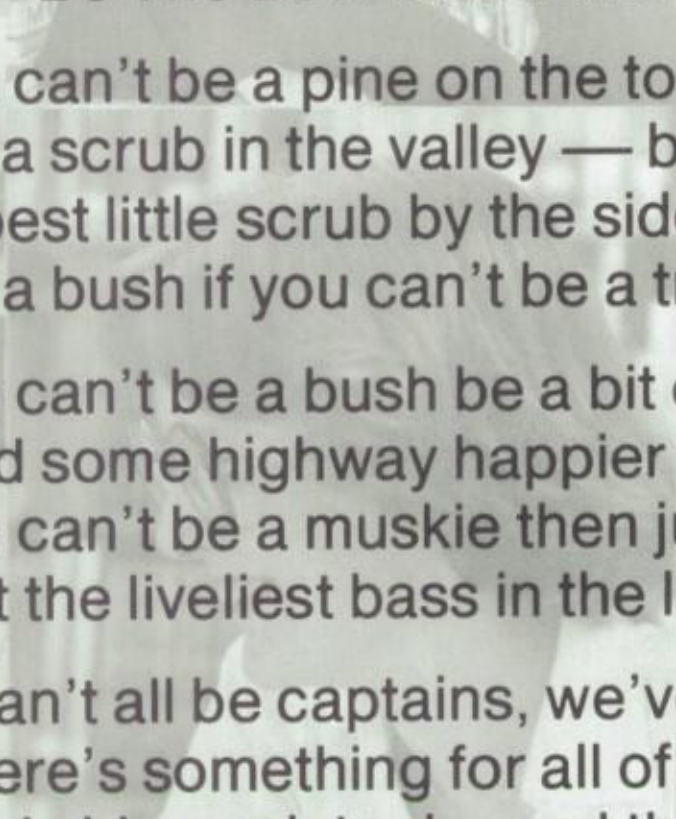 can't be a pine on the to
a scrub in the valley — b
est little scrub by the sid
a bush if you can't be a t
can't be a bush be a bit
d some highway happier
can't be a muskie then j
t the liveliest bass in the l
an't all be captains, we'v
ere's something for all of